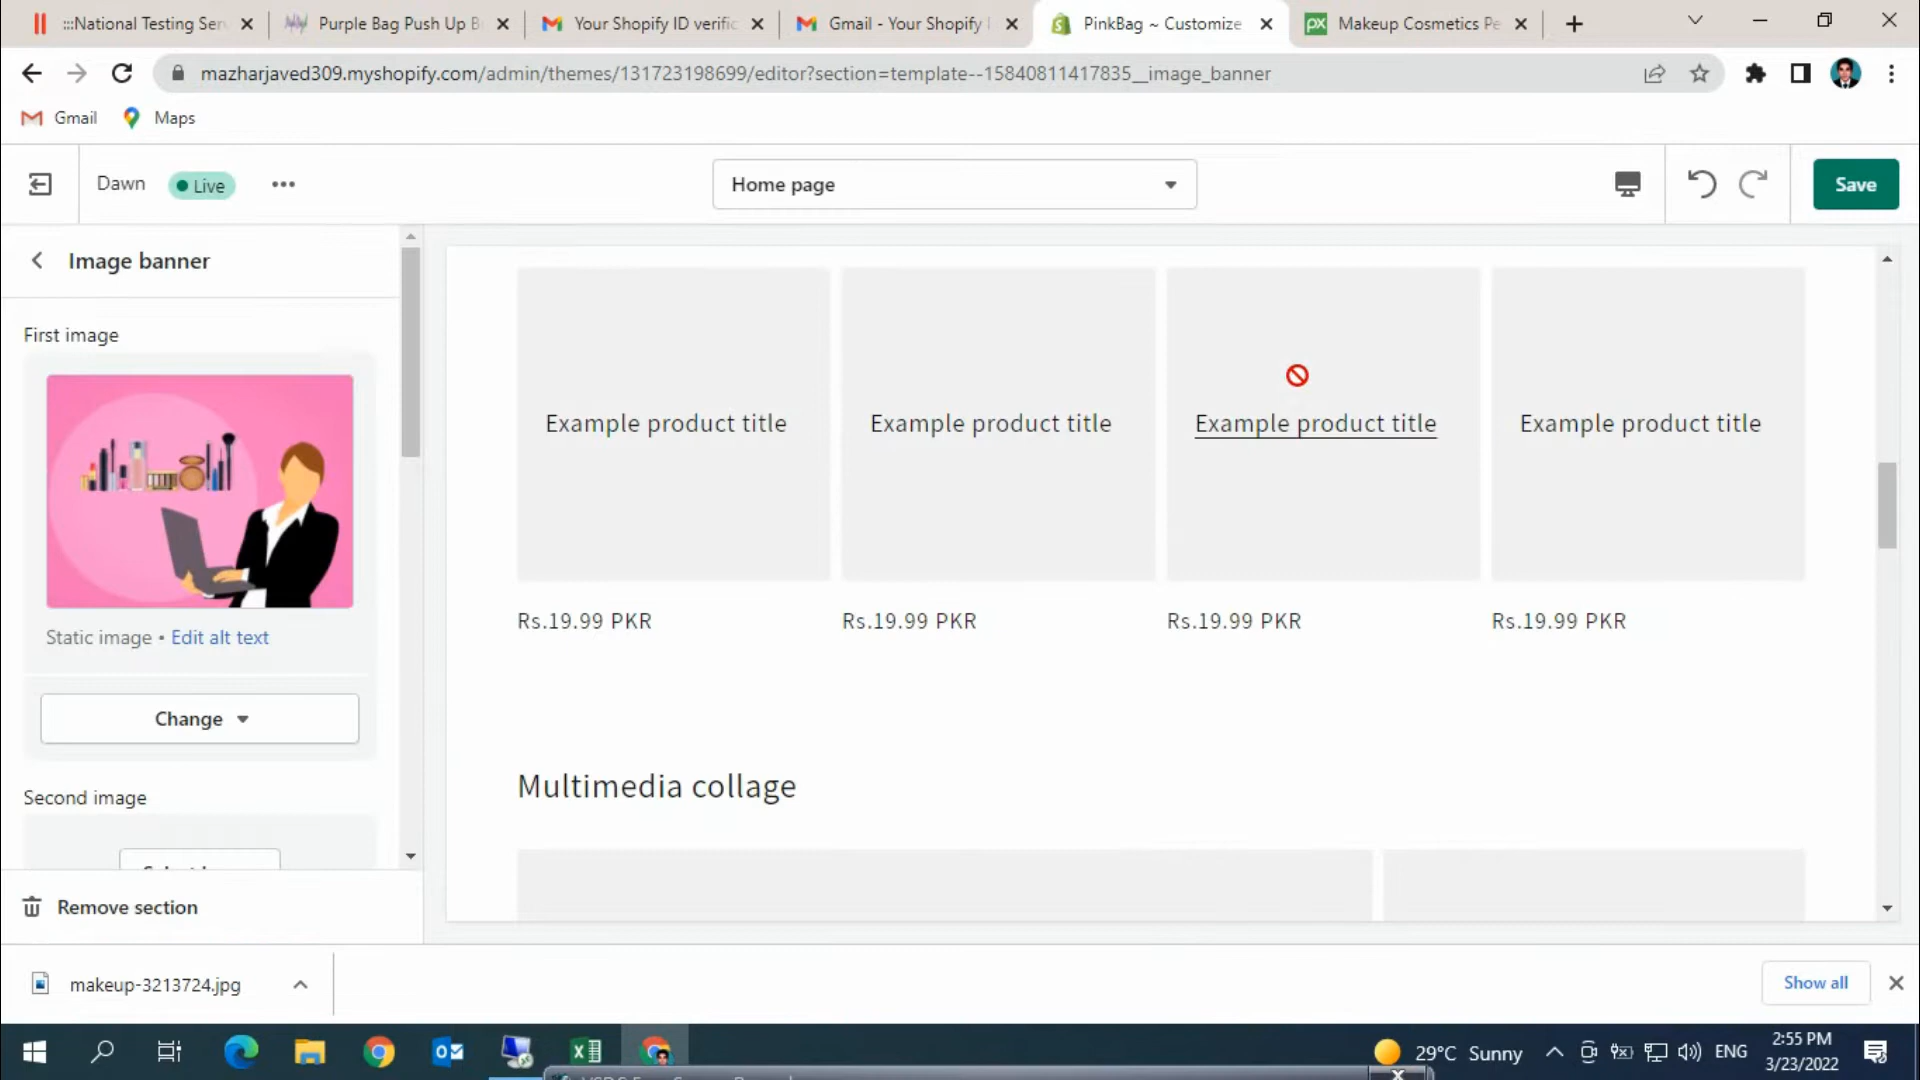 :::National Testing Ser
Purple Bag Push Up B
Your Shopify ID verific
Gmail - Your Shopify
PinkBag ~ Customize
px
Makeup Cosmetics Pe
mazharjaved309.myshopify.com/admin/themes/131723198699/editor?section=template--15840811417835__image_banner
Gmail
Maps
Dawn
Live
Home page
Save
Image banner
First image
Static image • Edit alt text
Change
Second image
Remove section
Example product title
Example product title
Example product title
Example product title
Rs.19.99 PKR
Rs.19.99 PKR
Rs.19.99 PKR
Rs.19.99 PKR
Multimedia collage
makeup-3213724.jpg
Show all
29°C Sunny
ENG
2:55 PM
3/23/2022